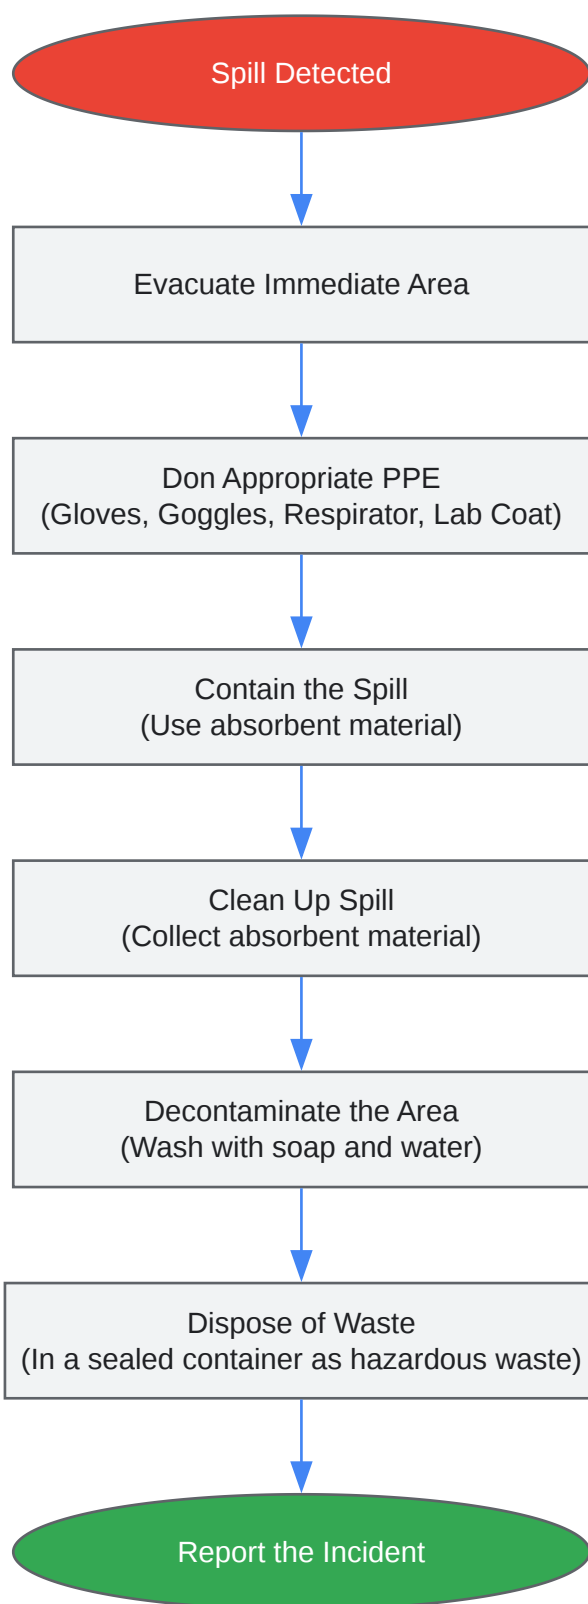 Spill Detected
Evacuate Immediate Area
Don Appropriate PPE
(Gloves, Goggles, Respirator, Lab Coat)
Contain the Spill
(Use absorbent material)
Clean Up Spill
(Collect absorbent material)
Decontaminate the Area
(Wash with soap and water)
Dispose of Waste
(In a sealed container as hazardous waste)
Report the Incident